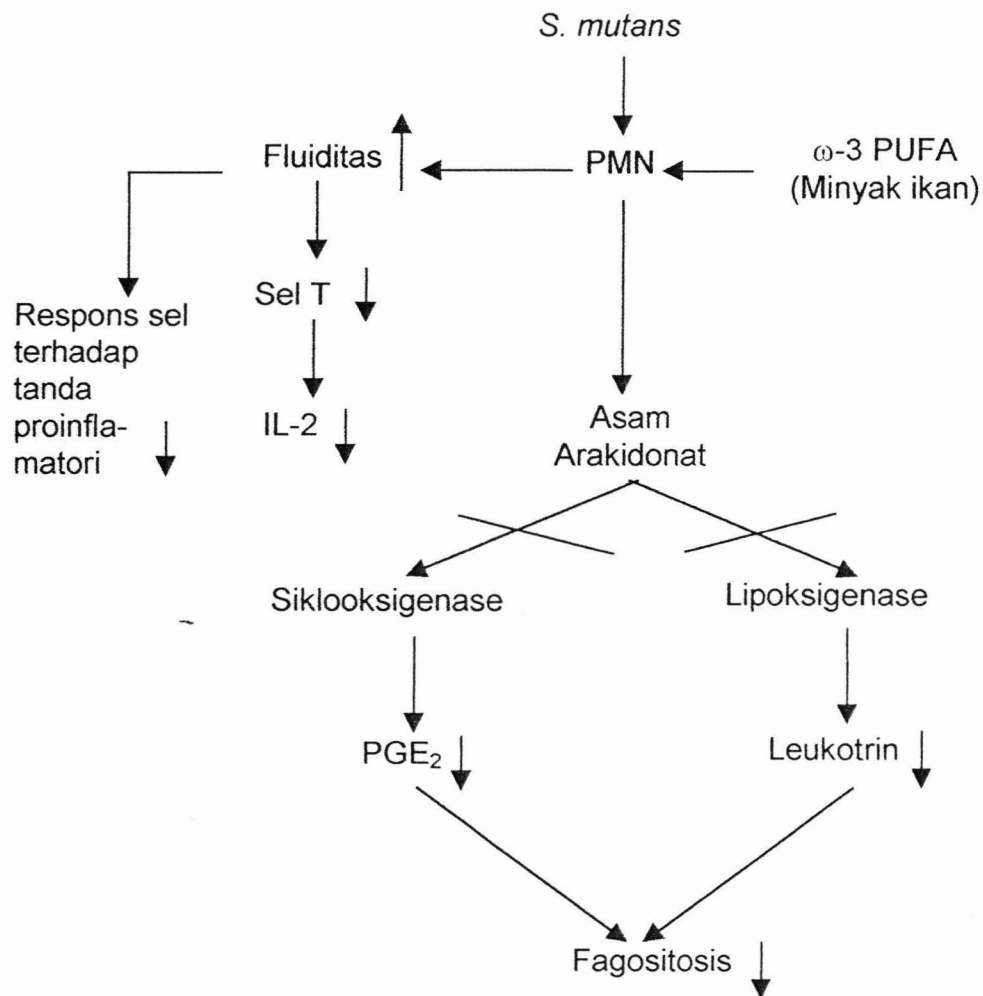 S. mutans
Fluiditas
PMN
ω-3 PUFA
(Minyak ikan)
Sel T
Respons sel
terhadap
tanda
proinfla-
matori
IL-2
Asam
Arakidonat
Siklooksigenase
Lipoksigenase
PGE₂
Leukotrin
Fagositosis